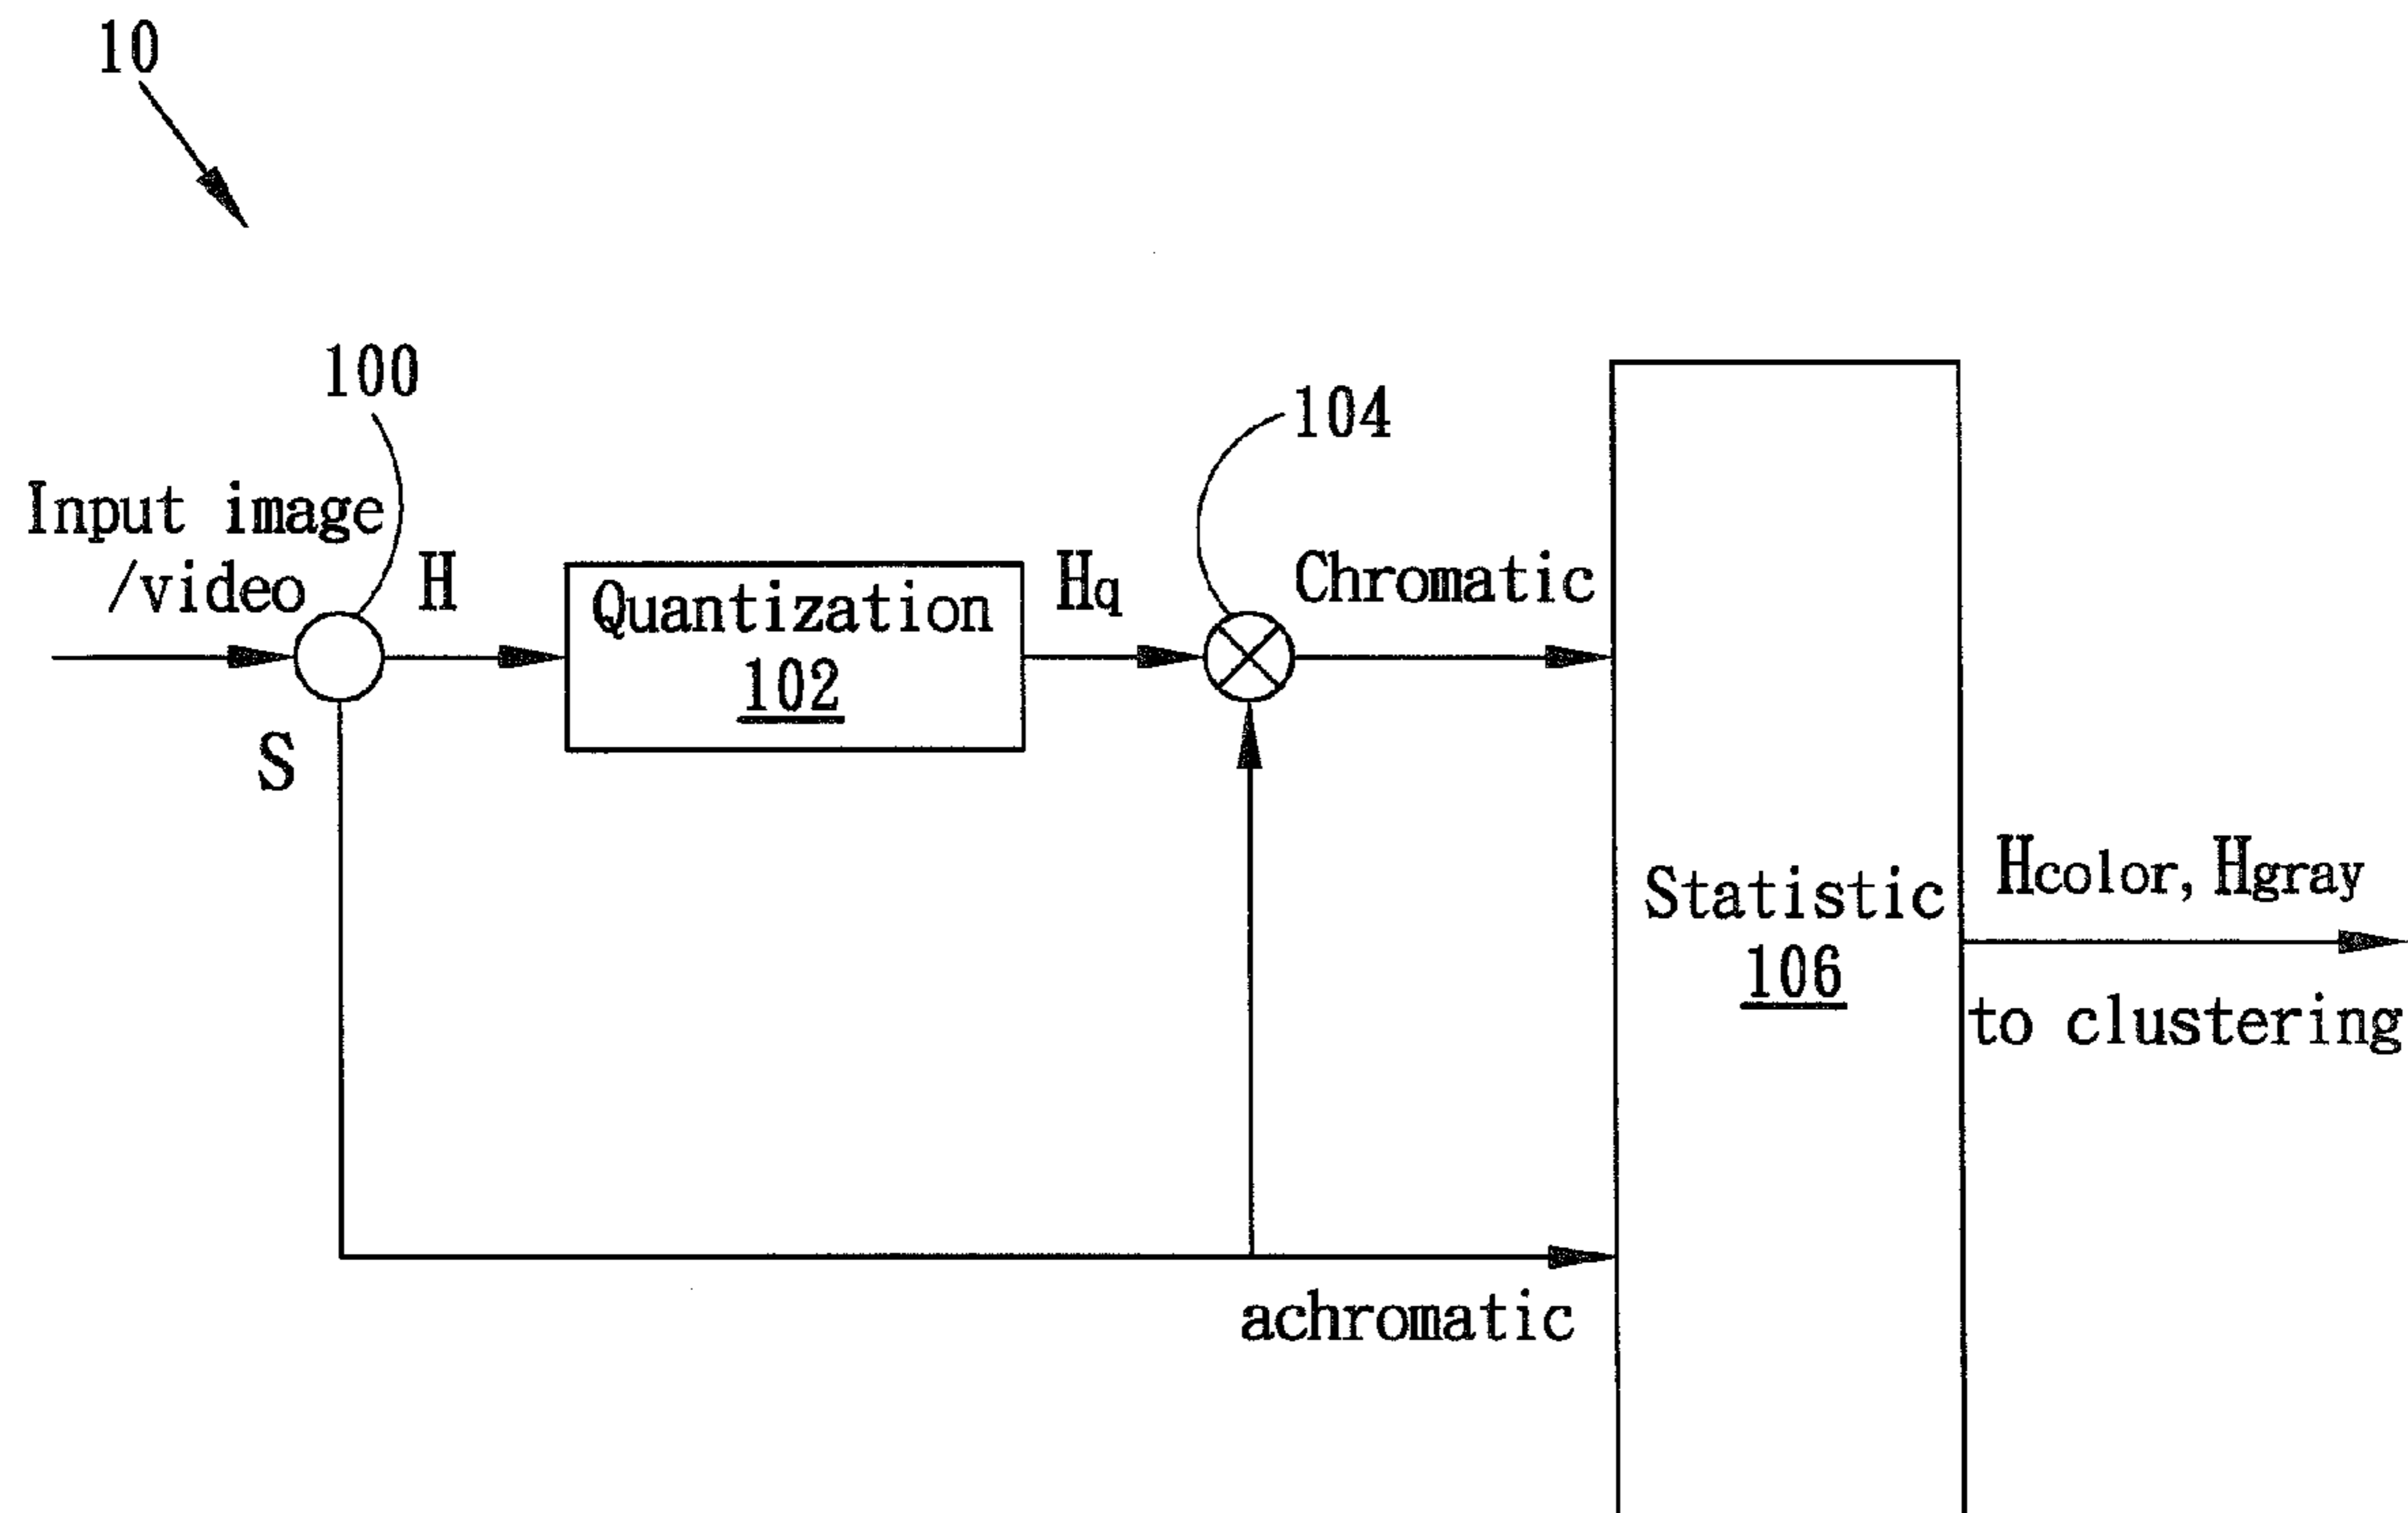 10
100
104
Input image
/video
H
Quantization
102
Hq
Chromatic
S
Statistic
106
Hcolor, Hgray
to clustering
achromatic